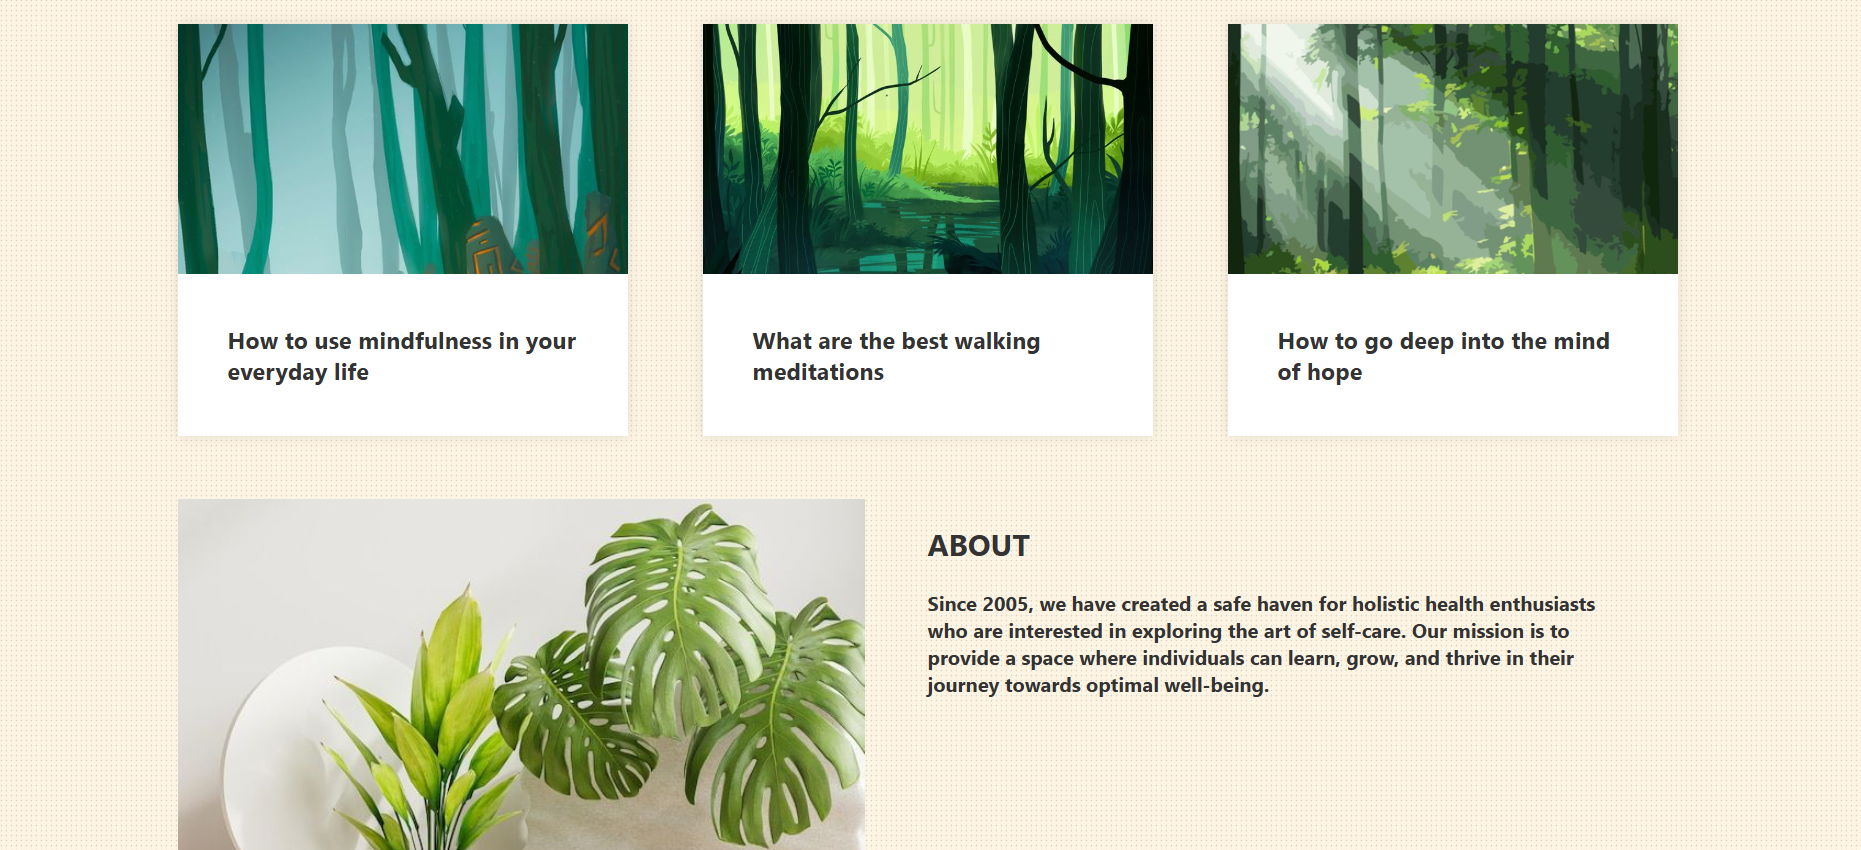 How to use mindfulness in your
everyday life
What are the best walking
meditations
How to go deep into the mind
of hope
ABOUT
Since 2005, we have created a safe haven for holistic health enthusiasts
who are interested in exploring the art of self-care. Our mission is to
provide a space where individuals can learn, grow, and thrive in their
journey towards optimal well-being.